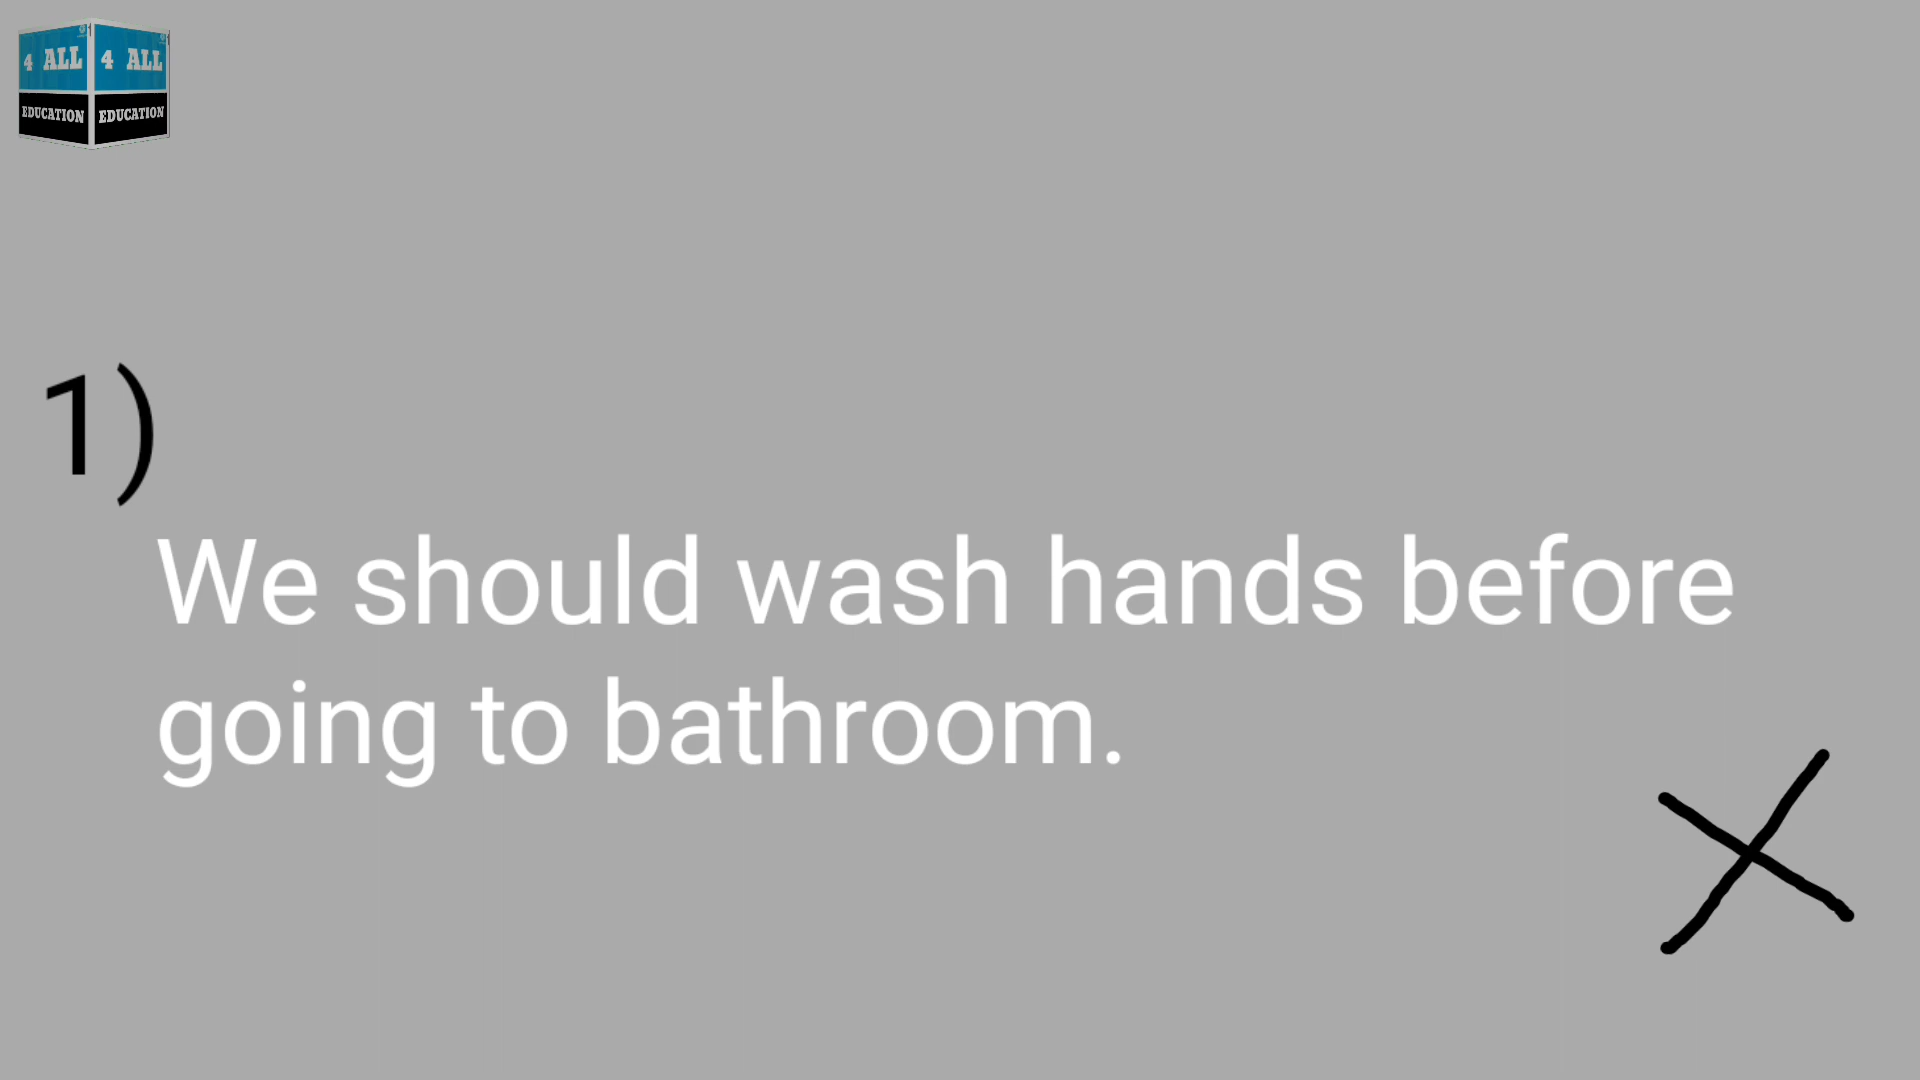 4 ALL 4 ALL
EDUCATION EDUCATION
1)
We should wash hands before
going to bathroom.